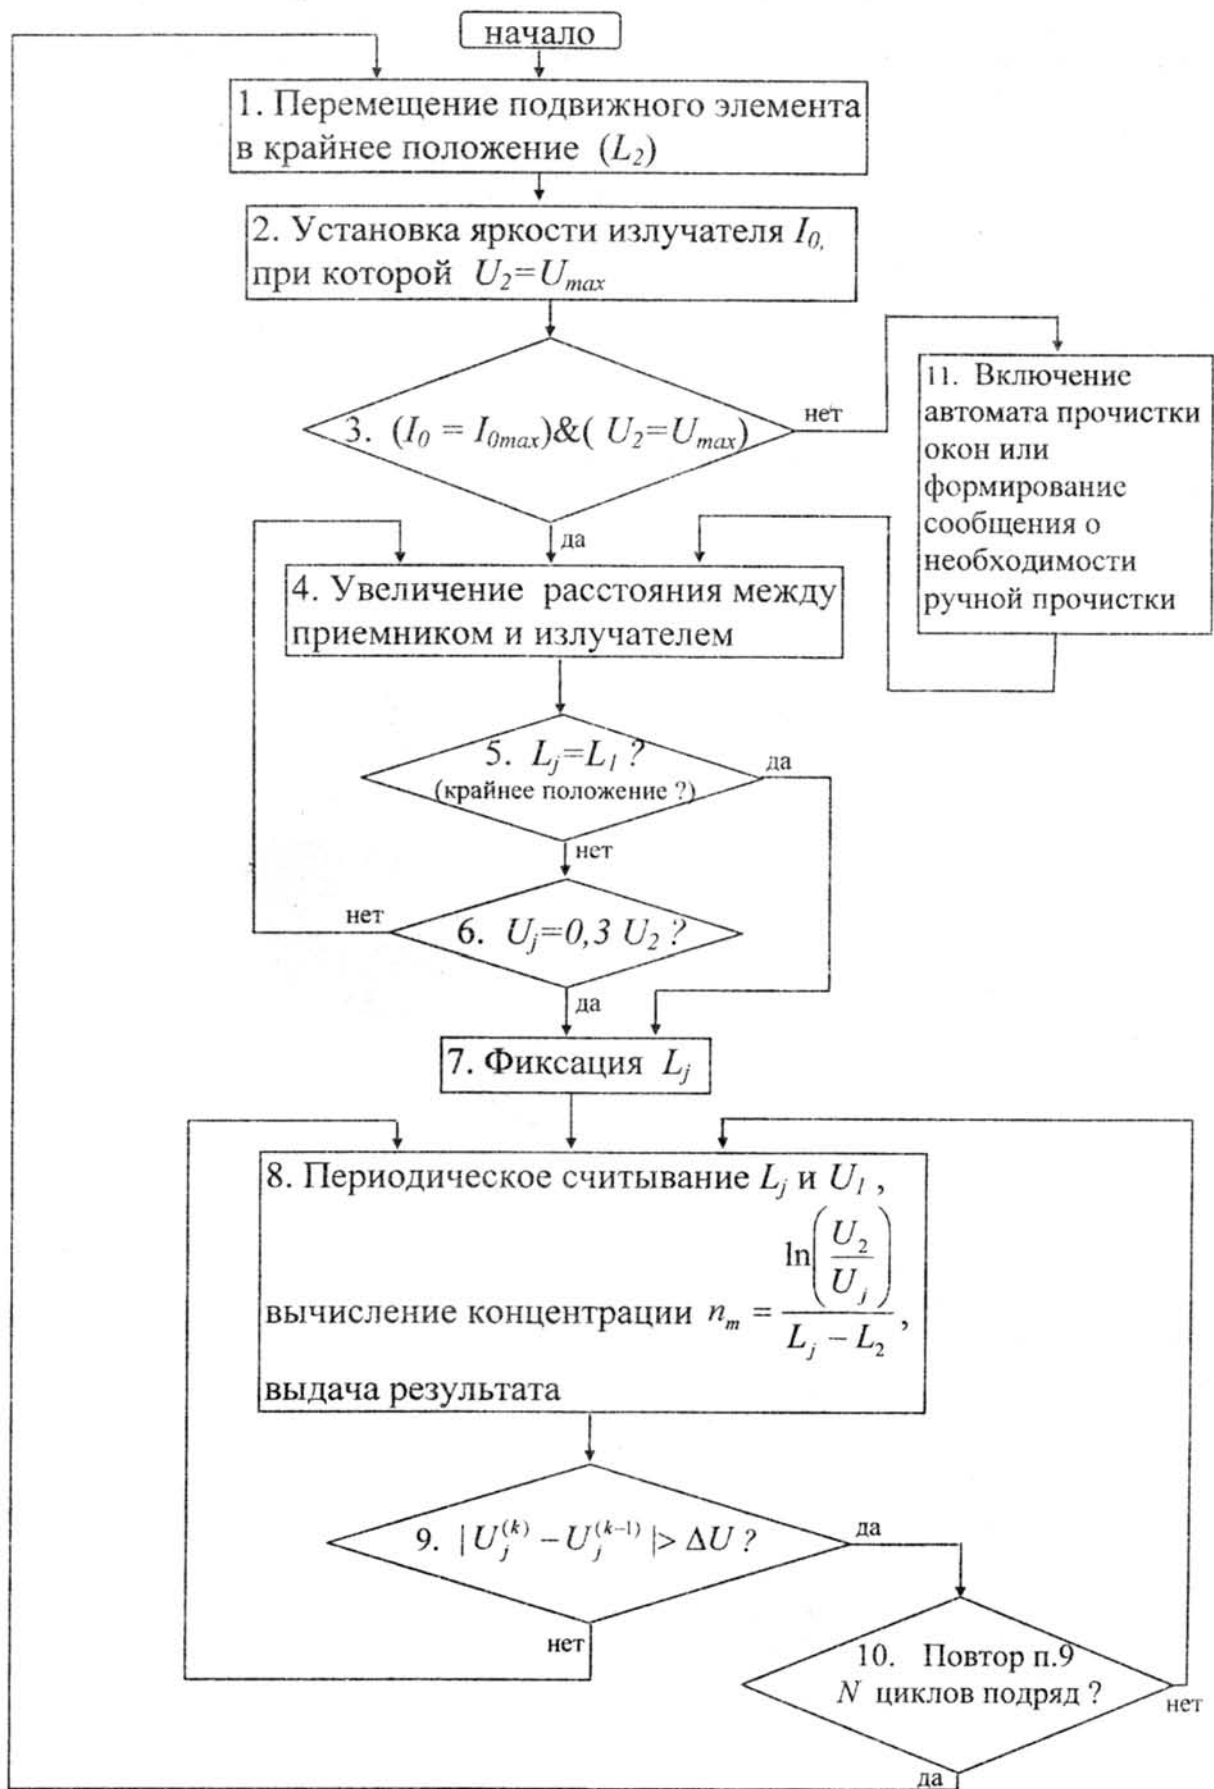 начало
1. Перемещение подвижного элемента
в крайнее положение (L₂)
2. Установка яркости излучателя I₀,
при которой U₂=Uₘₐₓ
3. (I₀ = I₀ₘₐₓ)&( U₂=Uₘₐₓ)
нет
11. Включение
автомата прочистки
окон или
формирование
сообщения о
необходимости
ручной прочистки
да
4. Увеличение расстояния между
приемником и излучателем
5. Lⱼ=L₁ ?
(крайнее положение ?)
да
нет
6. Uⱼ=0,3 U₂ ?
нет
да
7. Фиксация Lⱼ
8. Периодическое считывание Lⱼ и U₁ ,
вычисление концентрации nₘ = ln(U₂/Uⱼ)/(Lⱼ – L₂),
выдача результата
9. | Uⱼ⁽ᵏ⁾ – Uⱼ⁽ᵏ⁻¹⁾ |> ΔU ?
да
нет
10. Повтор п.9
N циклов подряд ?
нет
да